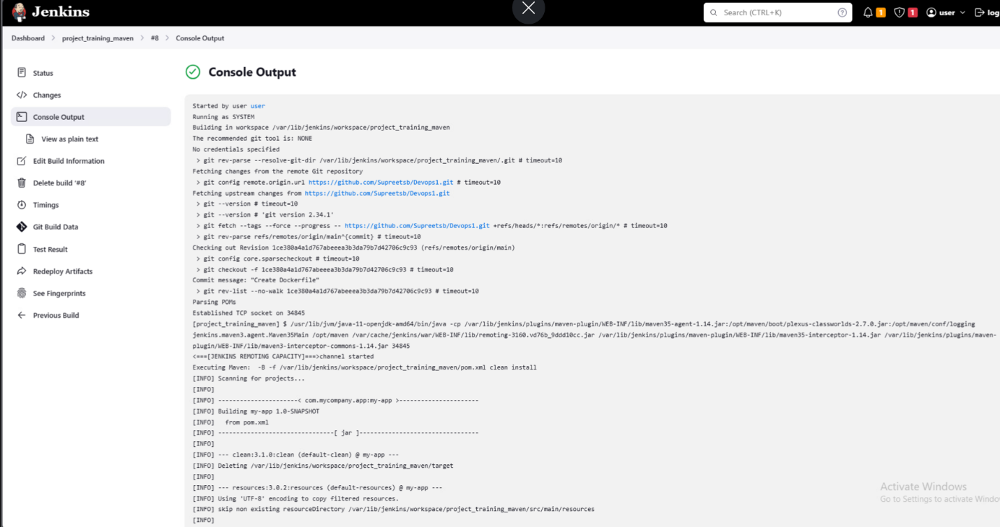 Jenkins
Search (CTRL+K)
1
1
user
log
Dashboard > project_training_maven > #8 > Console Output
Status
Changes
Console Output
View as plain text
Edit Build Information
Delete build '#8'
Timings
Git Build Data
Test Result
Redeploy Artifacts
See Fingerprints
Previous Build
Console Output
Started by user user
Running as SYSTEM
Building in workspace /var/lib/jenkins/workspace/project_training_maven
The recommended git tool is: NONE
No credentials specified
> git rev-parse --resolve-git-dir /var/lib/jenkins/workspace/project_training_maven/.git # timeout=10
Fetching changes from the remote Git repository
> git config remote.origin.url https://github.com/Supreetsb/Devops1.git # timeout=10
Fetching upstream changes from https://github.com/Supreetsb/Devops1.git
> git --version # timeout=10
> git --version # 'git version 2.34.1'
> git fetch --tags --force --progress -- https://github.com/Supreetsb/Devops1.git +refs/heads/*:refs/remotes/origin/* # timeout=10
> git rev-parse refs/remotes/origin/main^{commit} # timeout=10
Checking out Revision 1ce380a4a1d767abeeea3b3da79b7d42706c9c93 (refs/remotes/origin/main)
> git config core.sparsecheckout # timeout=10
> git checkout -f 1ce380a4a1d767abeeea3b3da79b7d42706c9c93 # timeout=10
Commit message: "Create Dockerfile"
> git rev-list --no-walk 1ce380a4a1d767abeeea3b3da79b7d42706c9c93 # timeout=10
Parsing POMs
Established TCP socket on 34845
[project_training_maven] $ /usr/lib/jvm/java-11-openjdk-amd64/bin/java -cp /var/lib/jenkins/plugins/maven-plugin/WEB-INF/lib/maven35-agent-1.14.jar:/opt/maven/boot/plexus-classworlds-2.7.0.jar:/opt/maven/conf/logging
jenkins.maven3.agent.Maven35Main /opt/maven /var/cache/jenkins/war/WEB-INF/lib/remoting-3160.vd76b_9ddd10cc.jar /var/lib/jenkins/plugins/maven-plugin/WEB-INF/lib/maven35-interceptor-1.14.jar /var/lib/jenkins/plugins/maven-
plugin/WEB-INF/lib/maven3-interceptor-commons-1.14.jar 34845
<===[JENKINS REMOTING CAPACITY]===>channel started
Executing Maven:  -B -f /var/lib/jenkins/workspace/project_training_maven/pom.xml clean install
[INFO] Scanning for projects...
[INFO]
[INFO] ----------------------< com.mycompany.app:my-app >----------------------
[INFO] Building my-app 1.0-SNAPSHOT
[INFO]   from pom.xml
[INFO] --------------------------------[ jar ]---------------------------------
[INFO]
[INFO] --- clean:3.1.0:clean (default-clean) @ my-app ---
[INFO] Deleting /var/lib/jenkins/workspace/project_training_maven/target
[INFO]
[INFO] --- resources:3.0.2:resources (default-resources) @ my-app ---
[INFO] Using 'UTF-8' encoding to copy filtered resources.
[INFO] skip non existing resourceDirectory /var/lib/jenkins/workspace/project_training_maven/src/main/resources
[INFO]
Activate Windows
Go to Settings to activate Windo